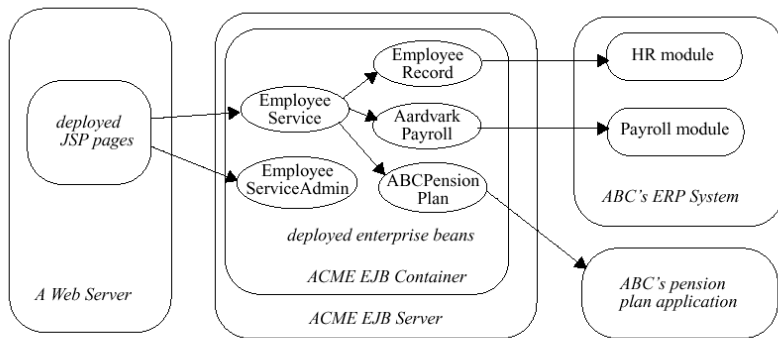 deployed
JSP pages
A Web Server
Employee
Service
Employee
ServiceAdmin
Employee
Record
Aardvark
Payroll
ABCPension
Plan
deployed enterprise beans
ACME EJB Container
ACME EJB Server
HR module
Payroll module
ABC's ERP System
ABC's pension
plan application